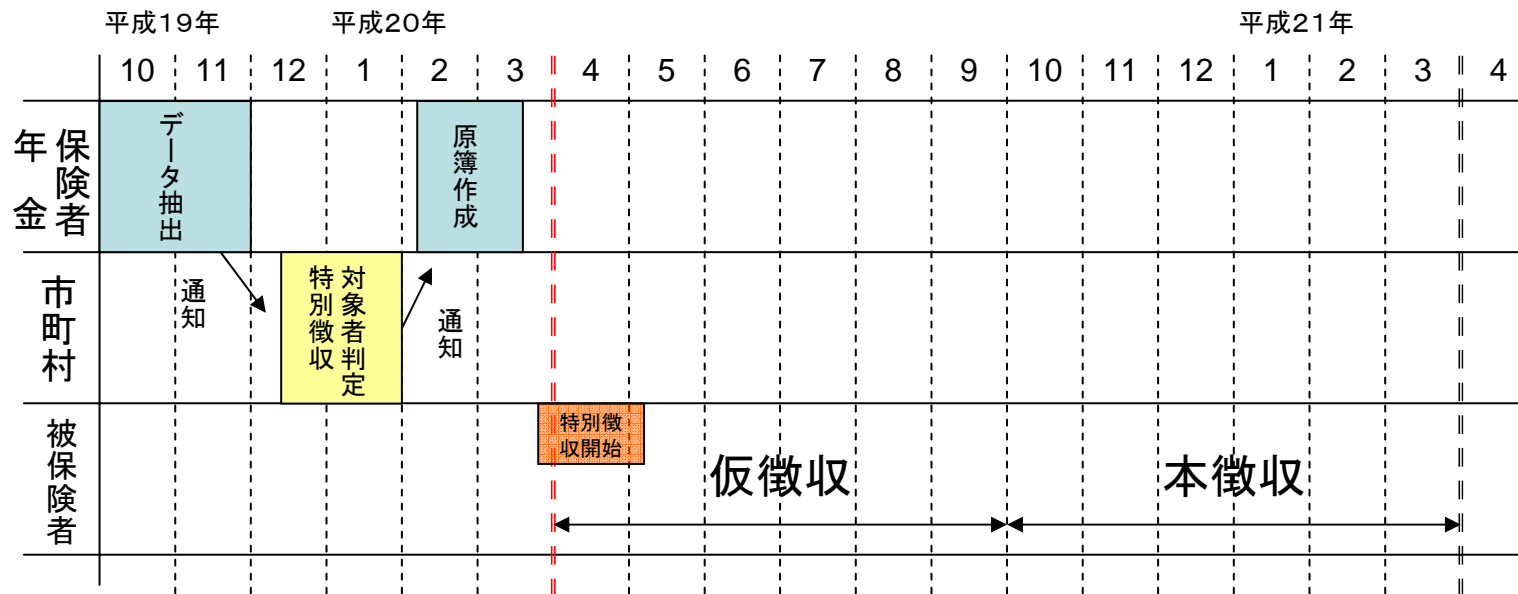 平成19年 平成20年 平成21年
10 11 12 1 2 3 4 5 6 7 8 9 10 11 12 1 2 3 4
年金保険者
データ抽出
原簿作成
市町村
通知
特別徴収対象者判定
通知
被保険者
特別徴
収開始
仮徴収
本徴収